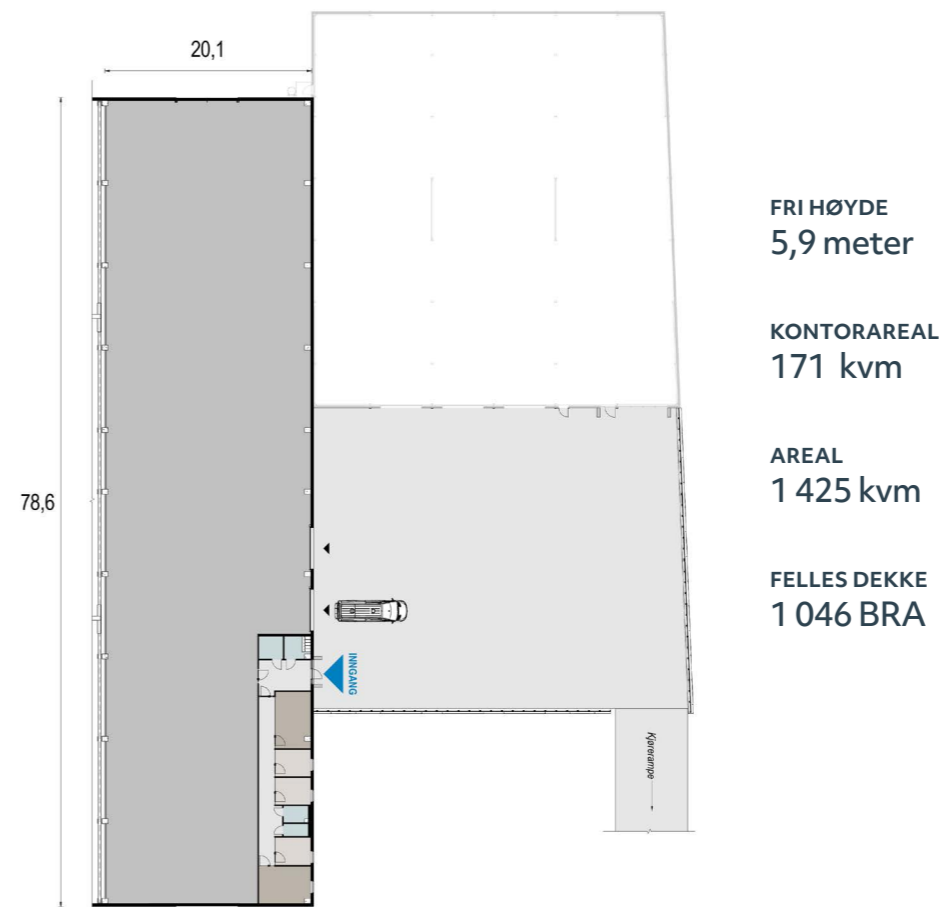 20,1
78,6
INNGANG
Kjørerampe
FRI HØYDE
5,9 meter
KONTORAREAL
171 kvm
AREAL
1 425 kvm
FELLES DEKKE
1 046 BRA